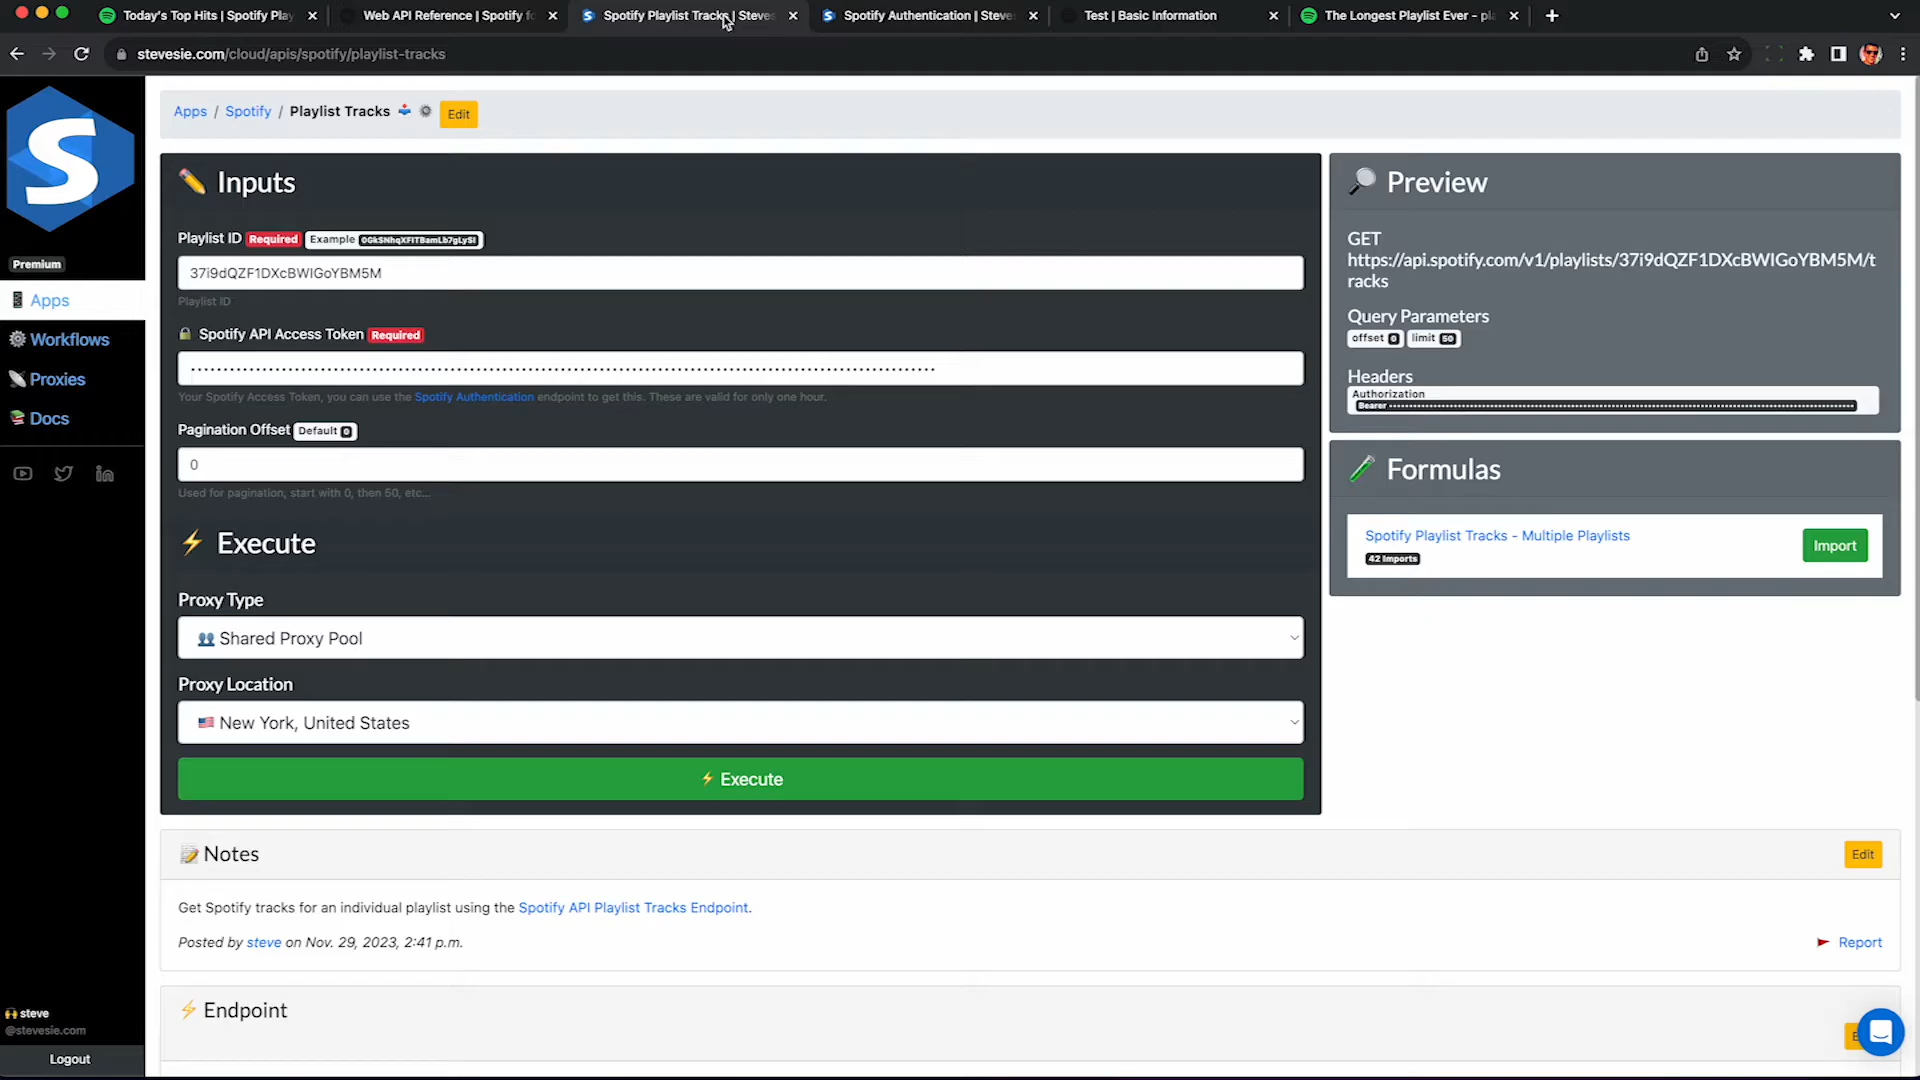 Today's Top Hits | Spotify Play
Web API Reference | Spotify fo
Spotify Playlist Tracks | Steves
Spotify Authentication | Steve
Test | Basic Information
The Longest Playlist Ever - pla
stevesie.com/cloud/apis/spotify/playlist-tracks
Premium
Apps
Workflows
Proxies
Docs
steve
@stevesie.com
Logout
Apps / Spotify / Playlist Tracks
Edit
Inputs
Playlist ID Required Example 0GkSNhqXFITBamLb7gLySI
37i9dQZF1DXcBWIGoYBM5M
Playlist ID
Spotify API Access Token Required
Your Spotify Access Token, you can use the Spotify Authentication endpoint to get this. These are valid for only one hour.
Pagination Offset Default 0
0
Used for pagination, start with 0, then 50, etc...
Execute
Proxy Type
Shared Proxy Pool
Proxy Location
New York, United States
Execute
Preview
GET
https://api.spotify.com/v1/playlists/37i9dQZF1DXcBWIGoYBM5M/t
racks
Query Parameters
offset 0 limit 50
Headers
Authorization
Bearer
Formulas
Spotify Playlist Tracks - Multiple Playlists
42 Imports
Import
Notes
Edit
Get Spotify tracks for an individual playlist using the Spotify API Playlist Tracks Endpoint.
Posted by steve on Nov. 29, 2023, 2:41 p.m.
Report
Endpoint